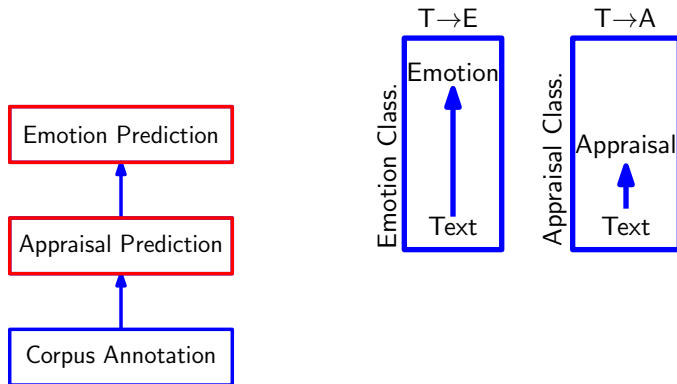 Emotion Prediction
Appraisal Prediction
Corpus Annotation
T→E
Emotion Class.
Emotion
Text
T→A
Appraisal Class.
Appraisal
Text